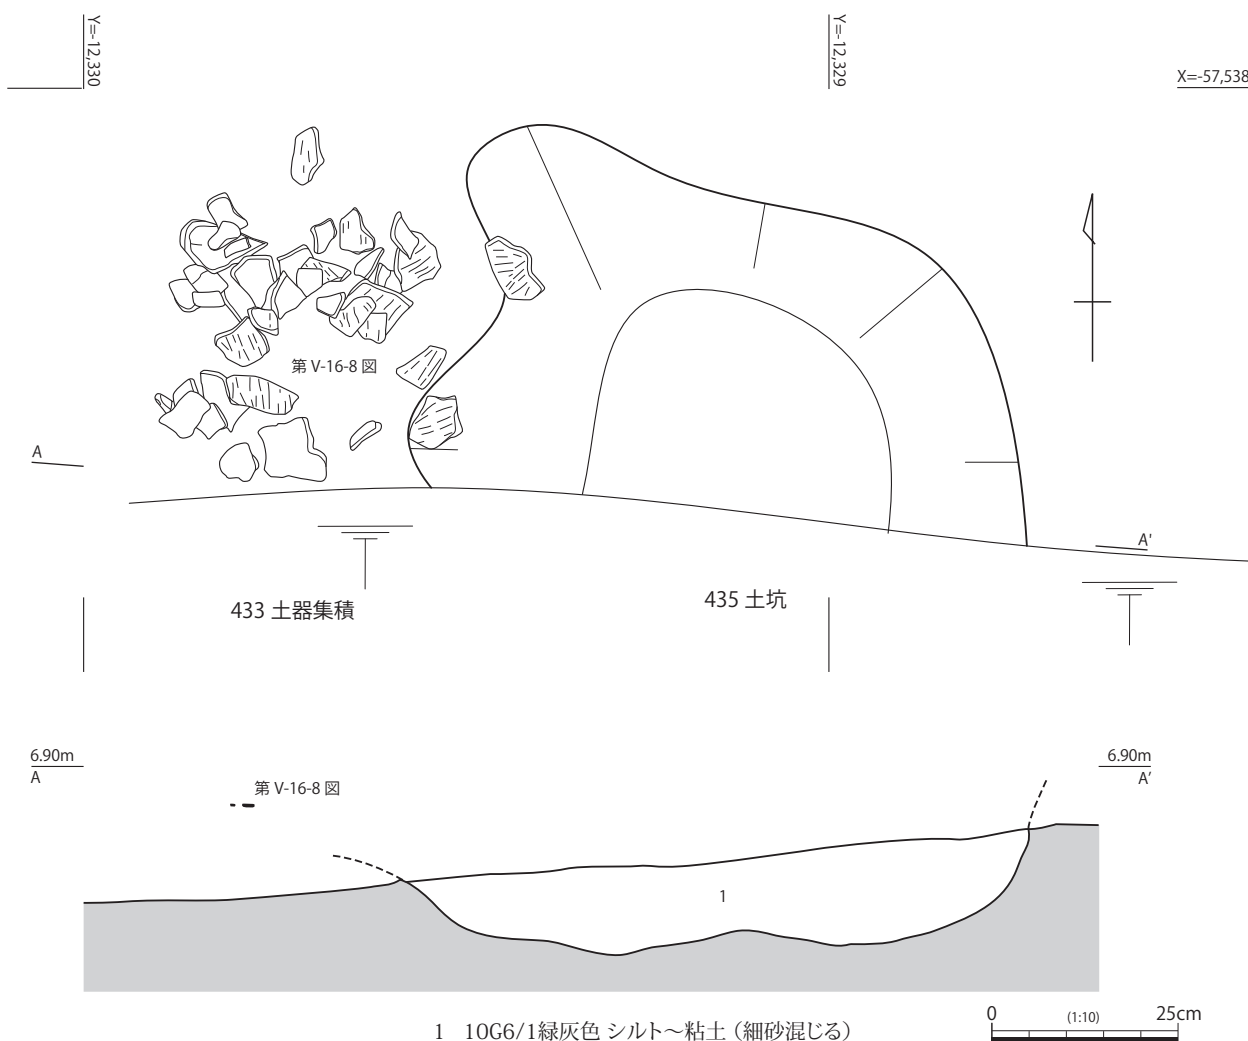 Y=-12,330
Y=-12,329
X=-57,538
第 V-16-8 図
A
A'
433 土器集積
435 土坑
6.90m
A
6.90m
A'
第 V-16-8 図
1
1 10G6/1緑灰色 シルト～粘土（細砂混じる）
0 (1:10) 25cm